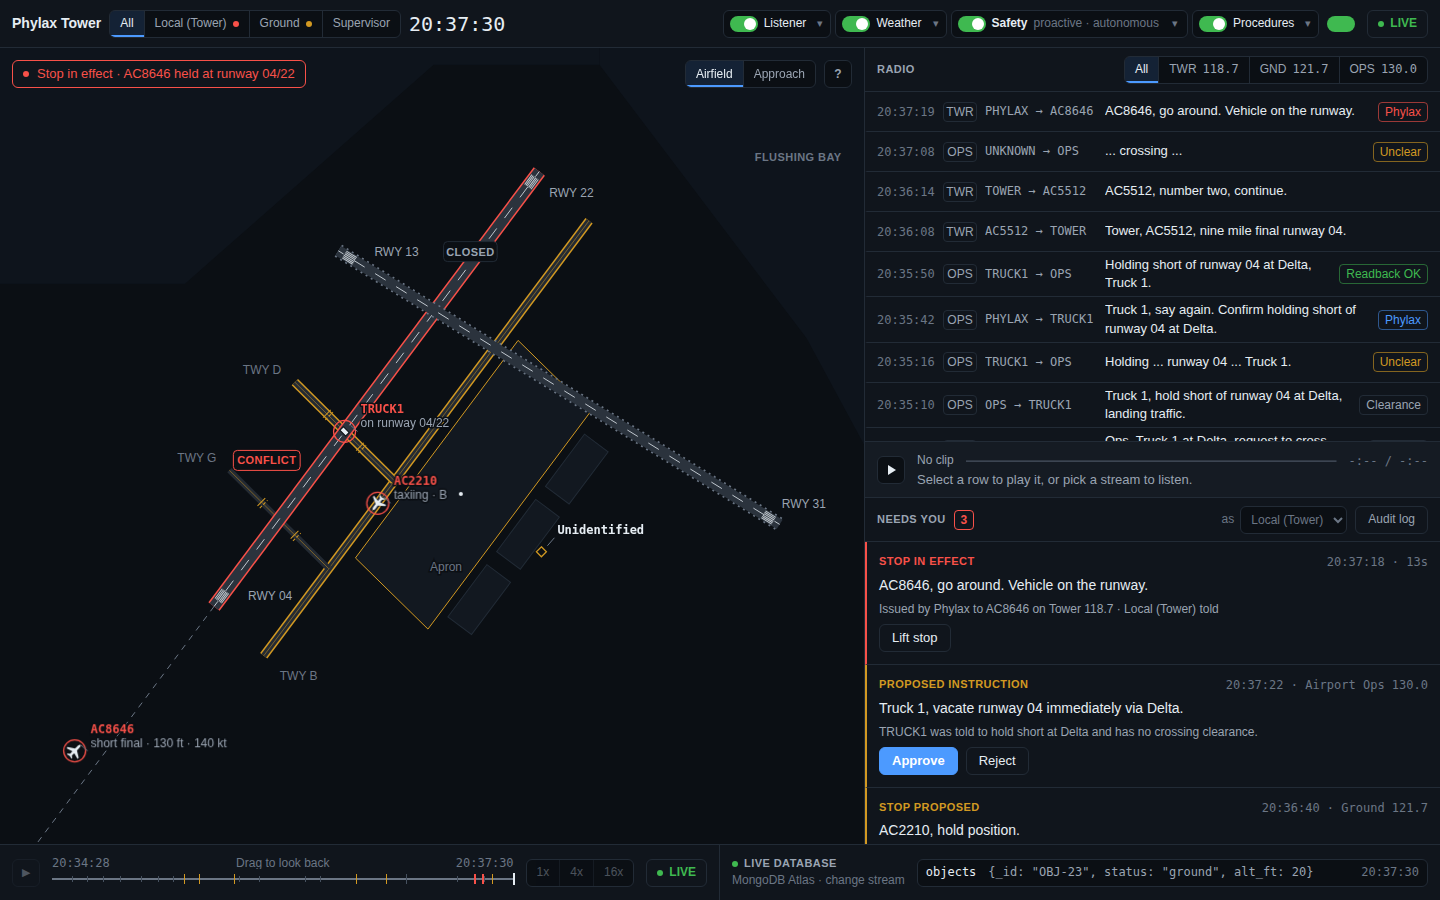 Phylax Tower All Local (Tower) Ground Supervisor 20:37:30 Listener ▾ Weather ▾ Safety proactive · autonomous ▾ Procedures ▾ LIVE
Stop in effect · AC8646 held at runway 04/22
Airfield Approach ?
FLUSHING BAY
RWY 22
RWY 13
CLOSED
TWY D
TRUCK1
on runway 04/22
TWY G
CONFLICT
AC2210
taxiing · B
RWY 31
Unidentified
Apron
RWY 04
TWY B
AC8646
short final · 130 ft · 140 kt
RADIO All TWR 118.7 GND 121.7 OPS 130.0
20:37:19 TWR PHYLAX → AC8646 AC8646, go around. Vehicle on the runway. Phylax
20:37:08 OPS UNKNOWN → OPS ... crossing ... Unclear
20:36:14 TWR TOWER → AC5512 AC5512, number two, continue.
20:36:08 TWR AC5512 → TOWER Tower, AC5512, nine mile final runway 04.
20:35:50 OPS TRUCK1 → OPS Holding short of runway 04 at Delta, Truck 1. Readback OK
20:35:42 OPS PHYLAX → TRUCK1 Truck 1, say again. Confirm holding short of runway 04 at Delta. Phylax
20:35:16 OPS TRUCK1 → OPS Holding ... runway 04 ... Truck 1. Unclear
20:35:10 OPS OPS → TRUCK1 Truck 1, hold short of runway 04 at Delta, landing traffic. Clearance
Ops, Truck 1 at Delta, request to cross
No clip -:-- / -:--
Select a row to play it, or pick a stream to listen.
NEEDS YOU 3 as Local (Tower) Audit log
STOP IN EFFECT 20:37:18 · 13s
AC8646, go around. Vehicle on the runway.
Issued by Phylax to AC8646 on Tower 118.7 · Local (Tower) told
Lift stop
PROPOSED INSTRUCTION 20:37:22 · Airport Ops 130.0
Truck 1, vacate runway 04 immediately via Delta.
TRUCK1 was told to hold short at Delta and has no crossing clearance.
Approve Reject
STOP PROPOSED 20:36:40 · Ground 121.7
AC2210, hold position.
20:34:28 Drag to look back 20:37:30 1x 4x 16x LIVE
LIVE DATABASE
MongoDB Atlas · change stream
objects {_id: "OBJ-23", status: "ground", alt_ft: 20} 20:37:30